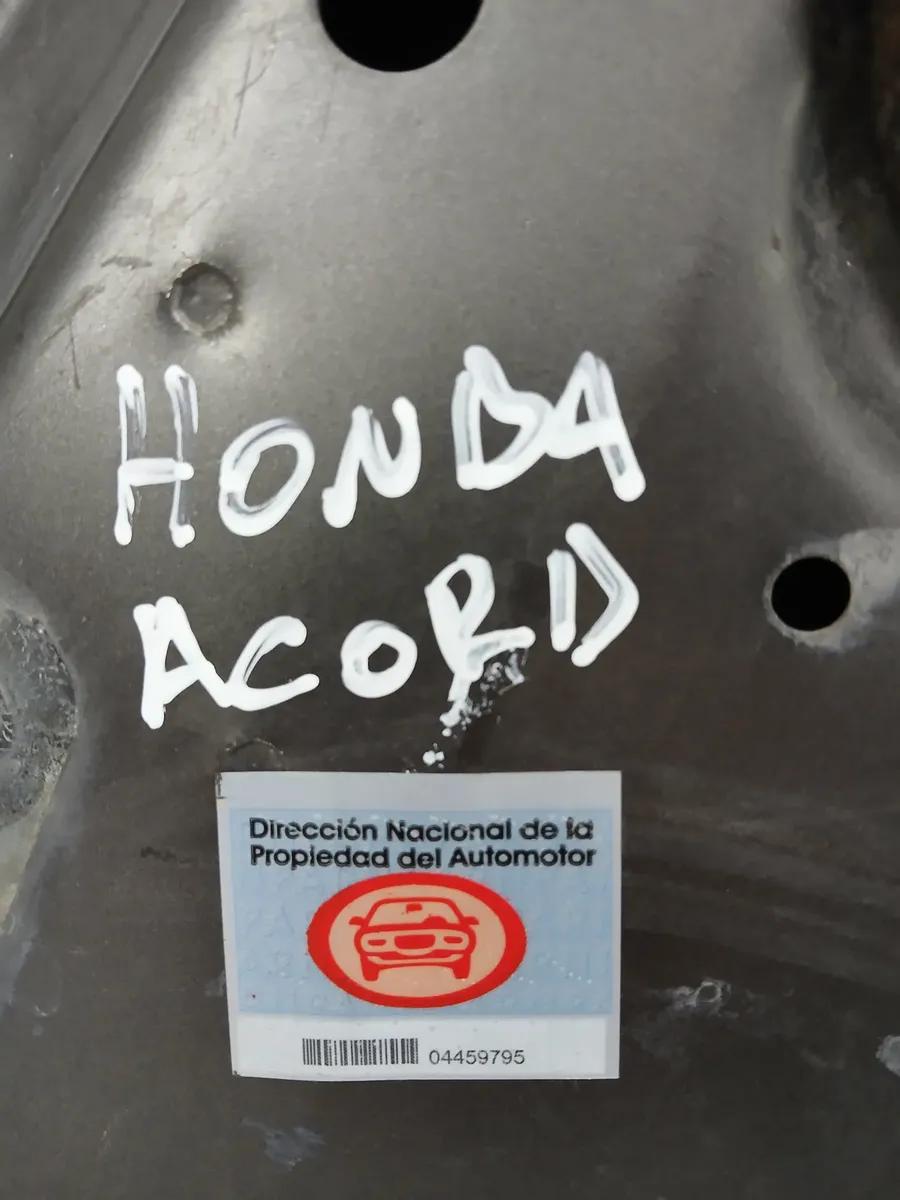 HONDA
ACORD
Dirección Nacional de la
Propiedad del Automotor
04459795